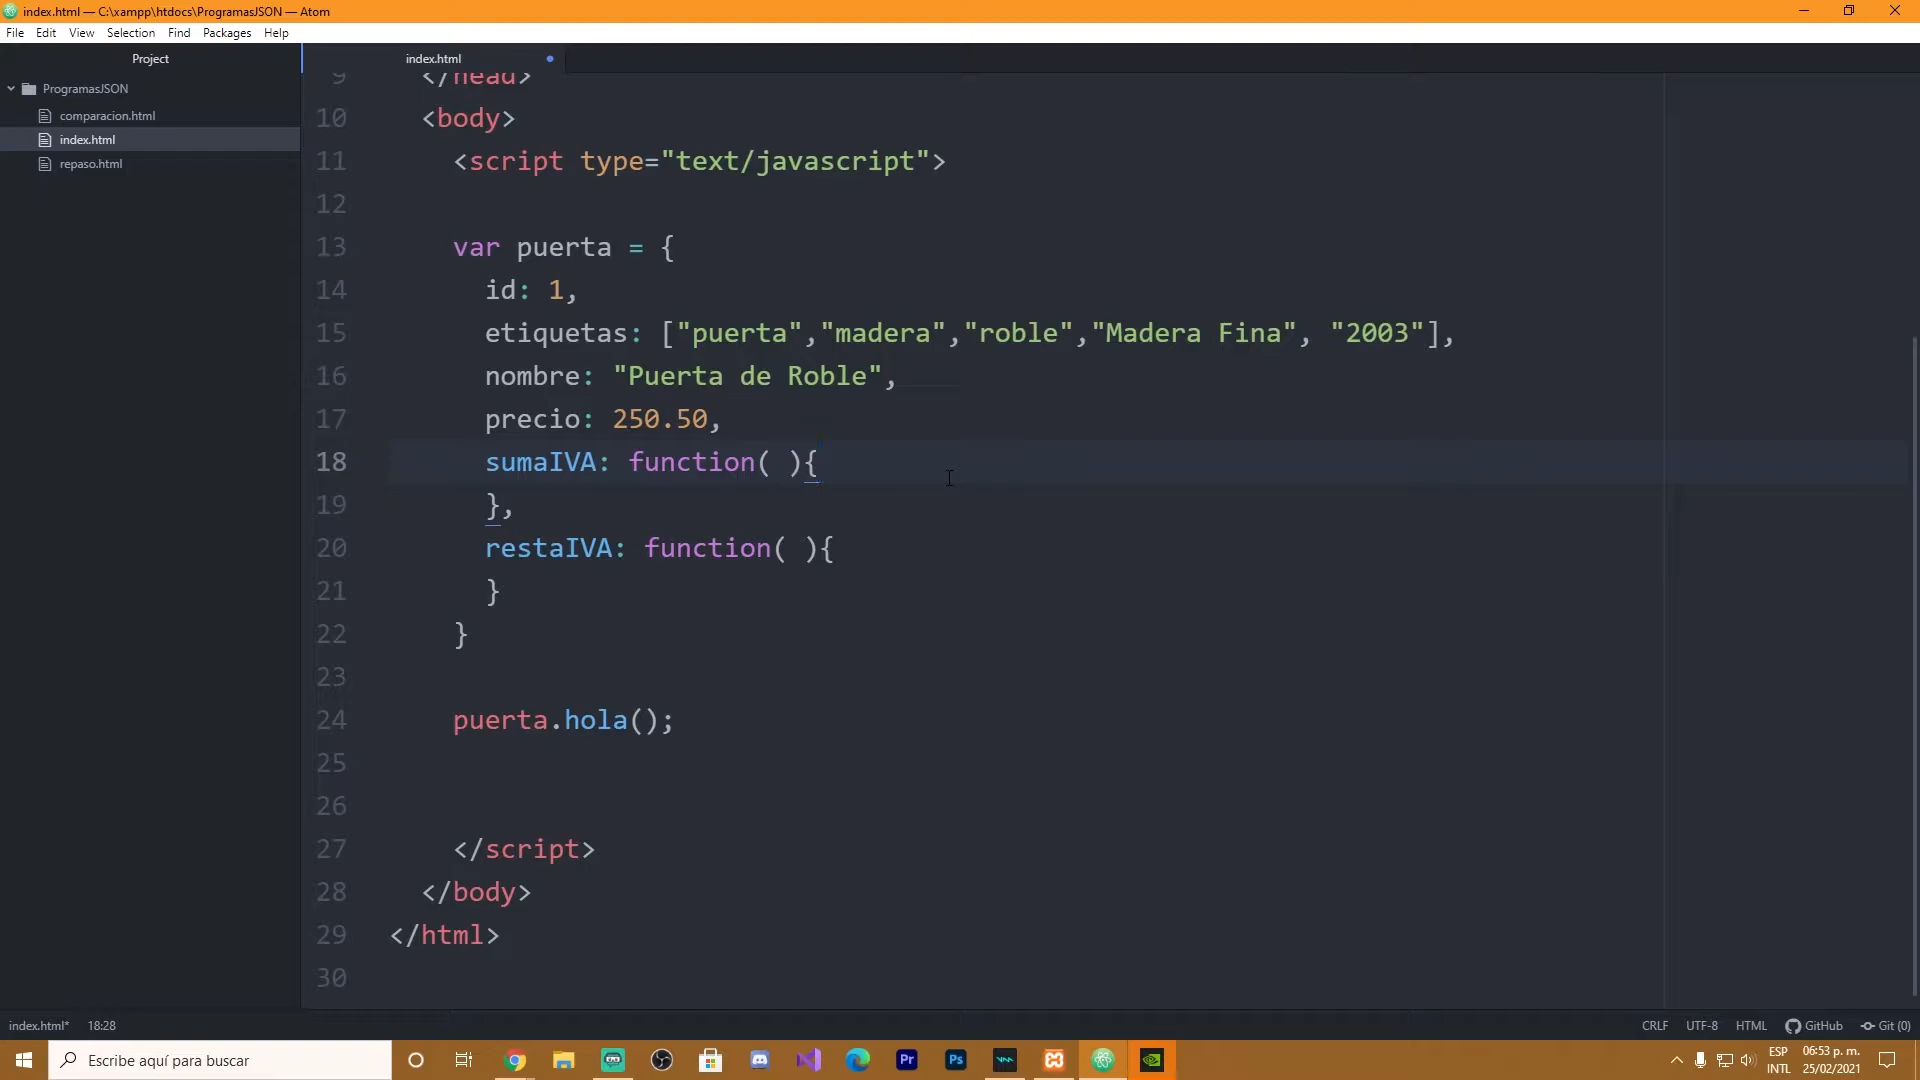 index.html — C:\xampp\htdocs\ProgramasJSON — Atom
File Edit View Selection Find Packages Help
Project
index.html
ProgramasJSON
comparacion.html
index.html
repaso.html
9 </head>
10 <body>
11 <script type="text/javascript">
12
13 var puerta = {
14 id: 1,
15 etiquetas: ["puerta","madera","roble","Madera Fina", "2003"],
16 nombre: "Puerta de Roble",
17 precio: 250.50,
18 sumaIVA: function( ){
19 },
20 restaIVA: function( ){
21 }
22 }
23
24 puerta.hola();
25
26
27 </script>
28 </body>
29 </html>
30
index.html* 18:28
CRLF UTF-8 HTML GitHub Git (0)
Escribe aquí para buscar
Pr
Ps
ESP
INTL
06:53 p. m.
25/02/2021